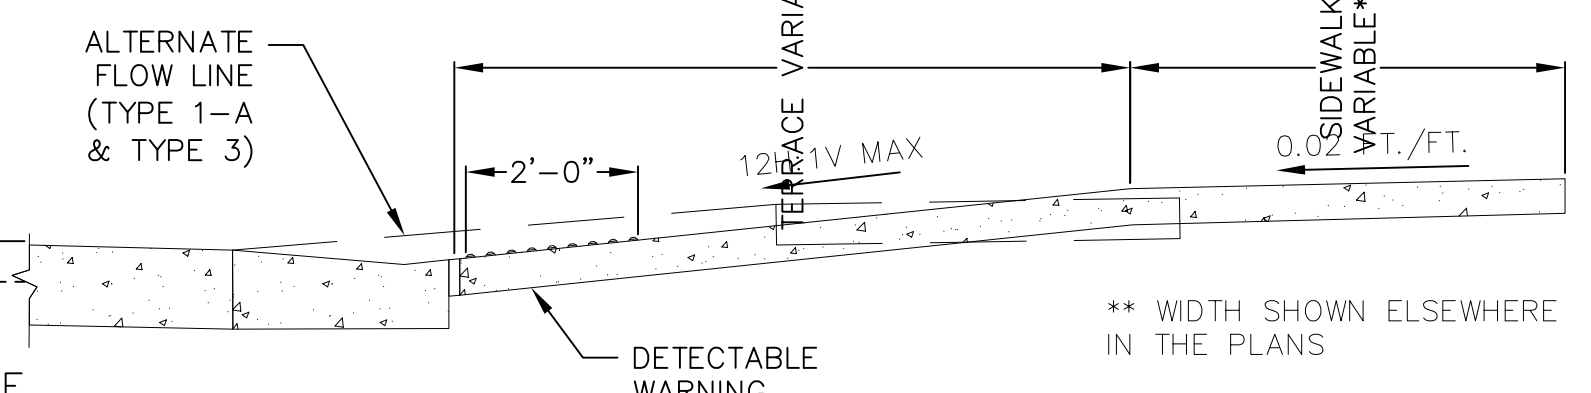 ALTERNATE
FLOW LINE
(TYPE 1-A
& TYPE 3)
2'-0"
TERRACE
12H:1V MAX
SIDEWALK
VARIABLE*
0.02 FT./FT.
** WIDTH SHOWN ELSEWHERE
IN THE PLANS
DETECTABLE
WARNING